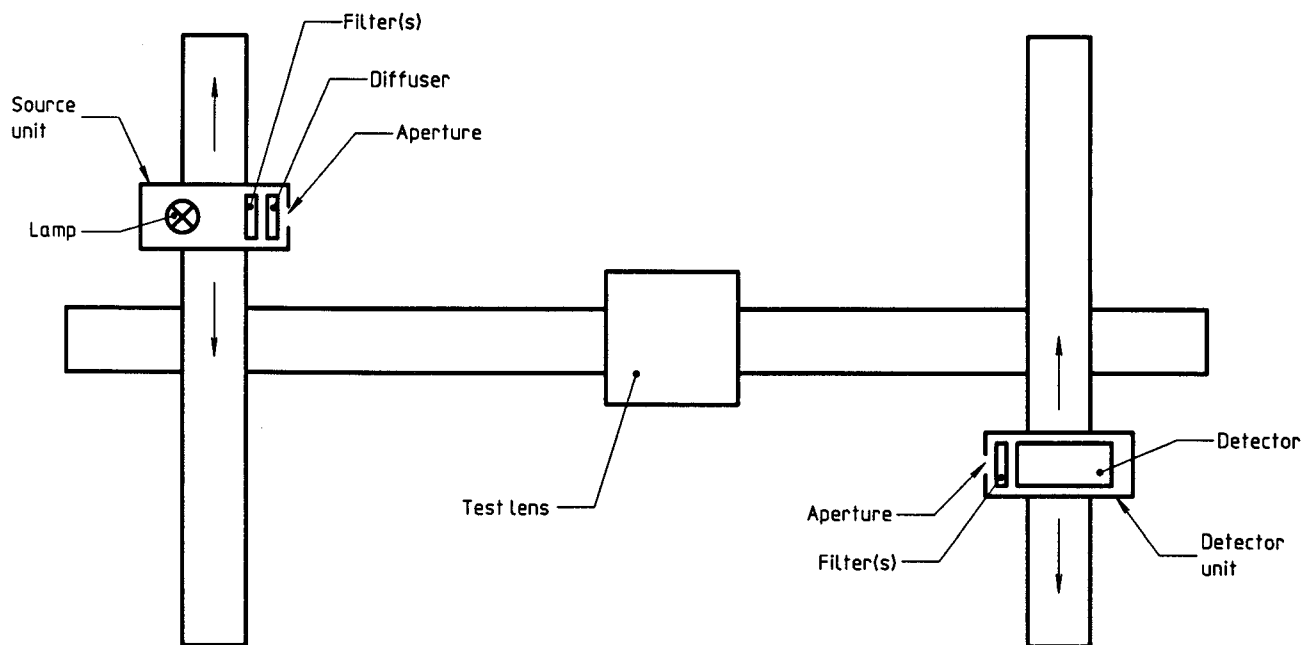 Filter(s)
Diffuser
Source
unit
Aperture
Lamp
Detector
Test lens
Aperture
Detector
unit
Filter(s)